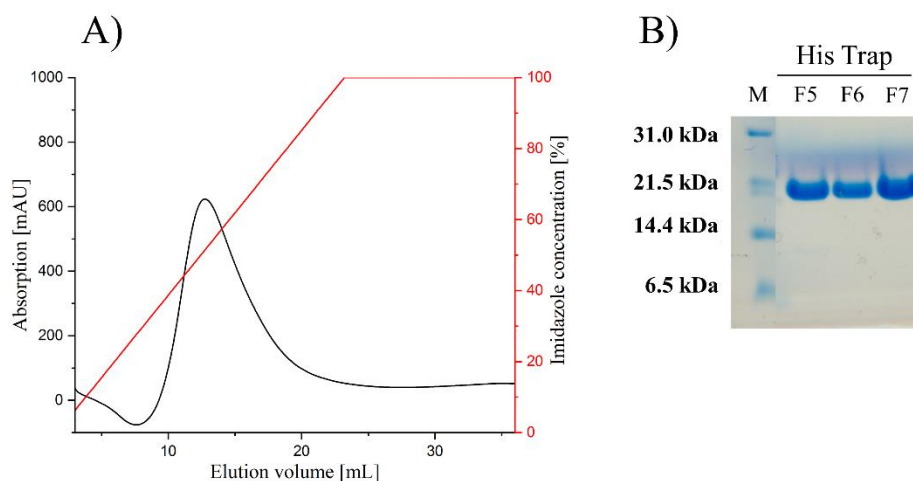 A)
B)
1000
800
600
400
200
0
Absorption [mAU]
10
20
30
Elution volume [mL]
100
80
60
40
20
0
Imidazole concentration [%]
His Trap
M F5 F6 F7
31.0 kDa
21.5 kDa
14.4 kDa
6.5 kDa